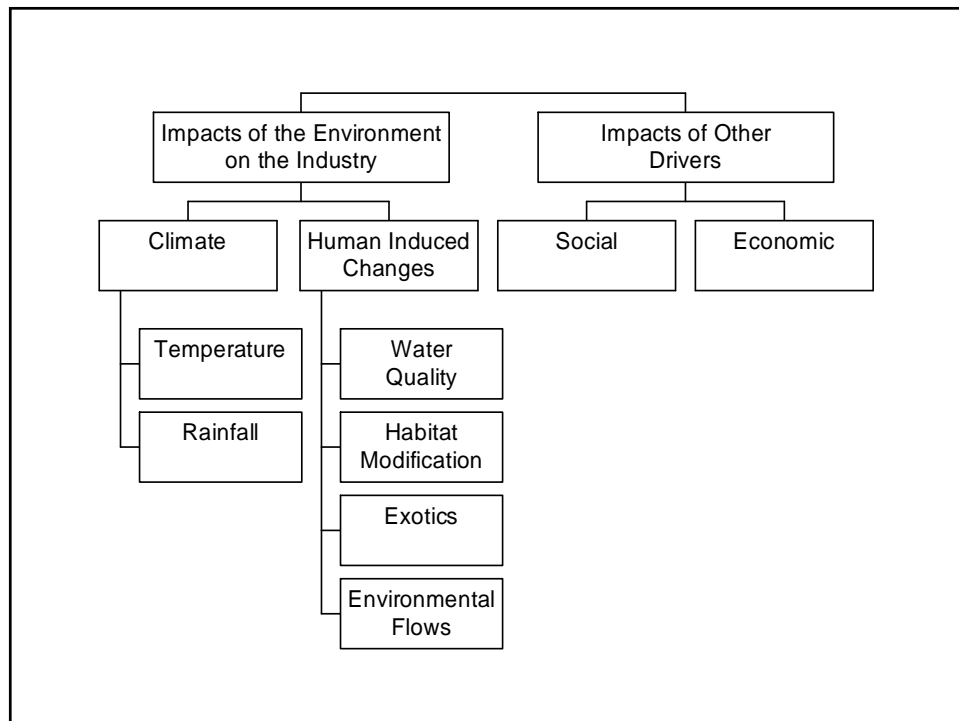 Impacts of the Environment
on the Industry
Impacts of Other
Drivers
Climate
Human Induced
Changes
Social
Economic
Temperature
Rainfall
Water
Quality
Habitat
Modification
Exotics
Environmental
Flows